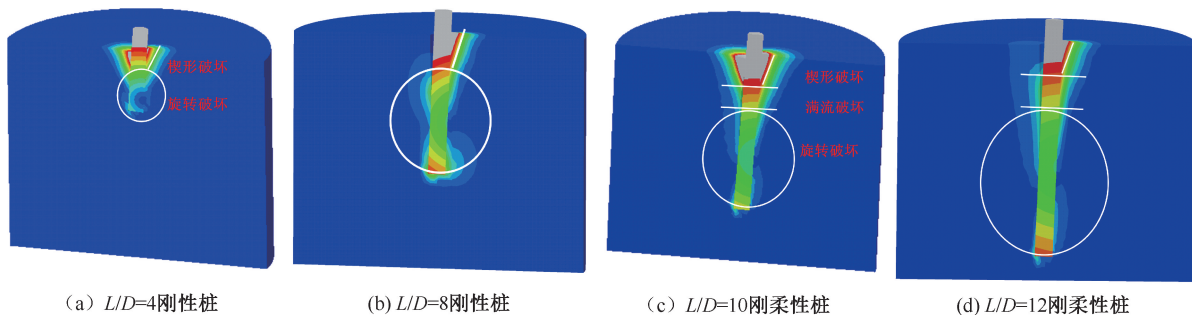 楔形破坏
旋转破坏
楔形破坏
满流破坏
旋转破坏
（a）L/D=4刚性桩
(b) L/D=8刚性桩
（c）L/D=10刚柔性桩
(d) L/D=12刚柔性桩